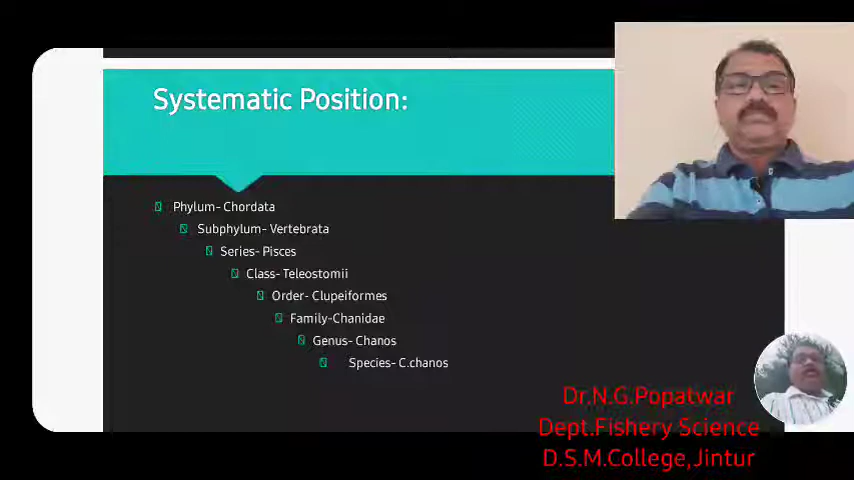 Systematic Position:
Phylum- Chordata
Subphylum- Vertebrata
Series- Pisces
Class- Teleostomii
Order- Clupeiformes
Family-Chanidae
Genus- Chanos
Species- C.chanos
Dr.N.G.Popatwar
Dept.Fishery Science
D.S.M.College,Jintur